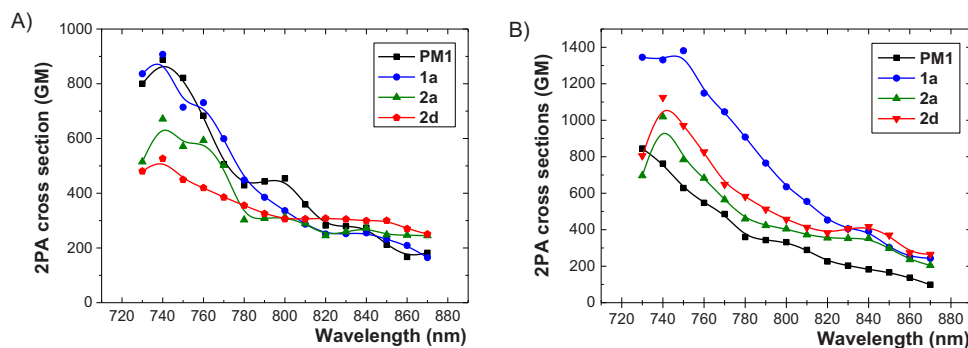 A)
2PA cross section (GM)
1000
800
600
400
200
0
720 740 760 780 800 820 840 860 880
Wavelength (nm)
PM1
1a
2a
2d
B)
2PA cross sections (GM)
1400
1200
1000
800
600
400
200
0
720 740 760 780 800 820 840 860 880
Wavelength (nm)
PM1
1a
2a
2d